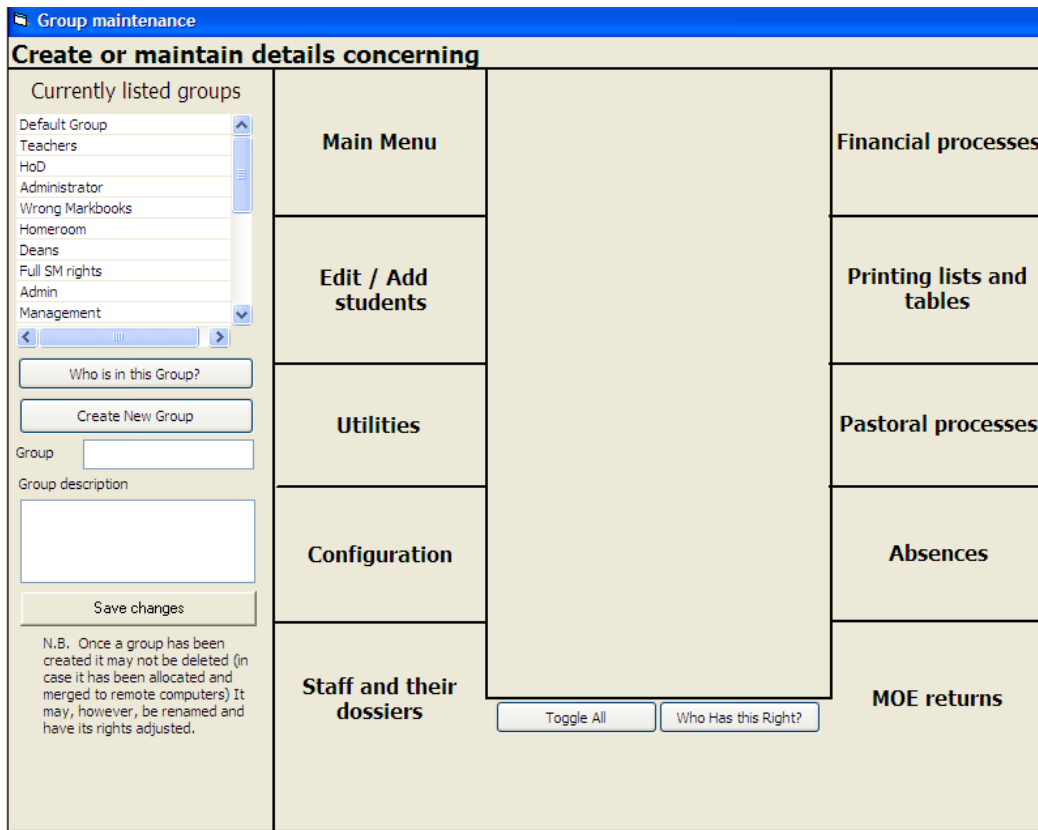 Group maintenance
Create or maintain details concerning
Currently listed groups
Default Group
Teachers
HoD
Administrator
Wrong Markbooks
Homeroom
Deans
Full SM rights
Admin
Management
Who is in this Group?
Create New Group
Group
Group description
Save changes
N.B. Once a group has been
created it may not be deleted (in
case it has been allocated and
merged to remote computers) It
may, however, be renamed and
have its rights adjusted.
Main Menu
Edit / Add
students
Utilities
Configuration
Staff and their
dossiers
Toggle All
Who Has this Right?
Financial processes
Printing lists and
tables
Pastoral processes
Absences
MOE returns